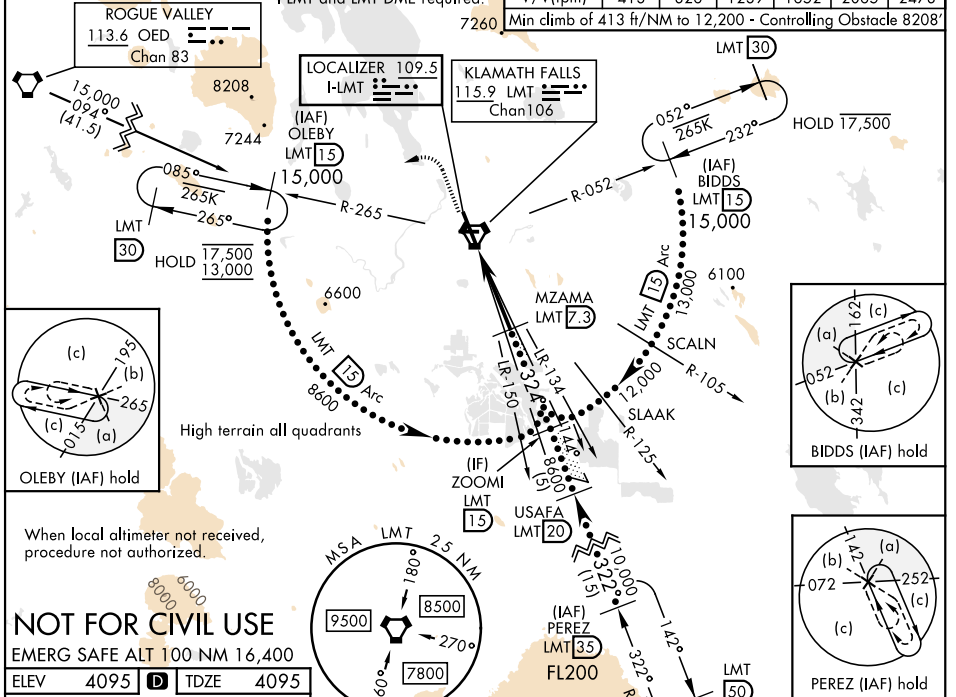 ROGUE VALLEY
113.6 OED
Chan 83
7260
Min climb of 413 ft/NM to 12,200 - Controlling Obstacle 8208'
LMT 30
LOCALIZER 109.5
I-LMT
KLAMATH FALLS
115.9 LMT
Chan 106
15,000
094°
(41.5)
8208
7244
(IAF)
OLEBY
LMT 15
15,000
085°
265K
265°
R-265
LMT
30
HOLD 17,500
13,000
052°
265K
232°
HOLD 17,500
R-052
(IAF)
BIDDS
LMT 15
15,000
6100
LMT 15 Arc
13,000
6600
MZAMA
LMT 7.3
SCALN
R-105
12,000
SLAAK
R-125
LMT
15 Arc
8600
LR-150
324°
LR-134
144°
8600
(5)
High terrain all quadrants
(IF)
ZOOMI
LMT
15
USAFA
LMT 20
(c)
195
(b)
265
(c)
015
(a)
OLEBY (IAF) hold
162
(c)
(a)
052
(b)
342
(c)
BIDDS (IAF) hold
When local altimeter not received,
procedure not authorized.
8000
6000
MSA LMT 25 NM
180°
9500
8500
270°
7800
10,000
322°
(15)
(IAF)
PEREZ
LMT 35
FL200
142°
322°
LMT
50
142
(b)
(a)
072
252
(c)
(c)
PEREZ (IAF) hold
NOT FOR CIVIL USE
EMERG SAFE ALT 100 NM 16,400
ELEV 4095 D TDZE 4095